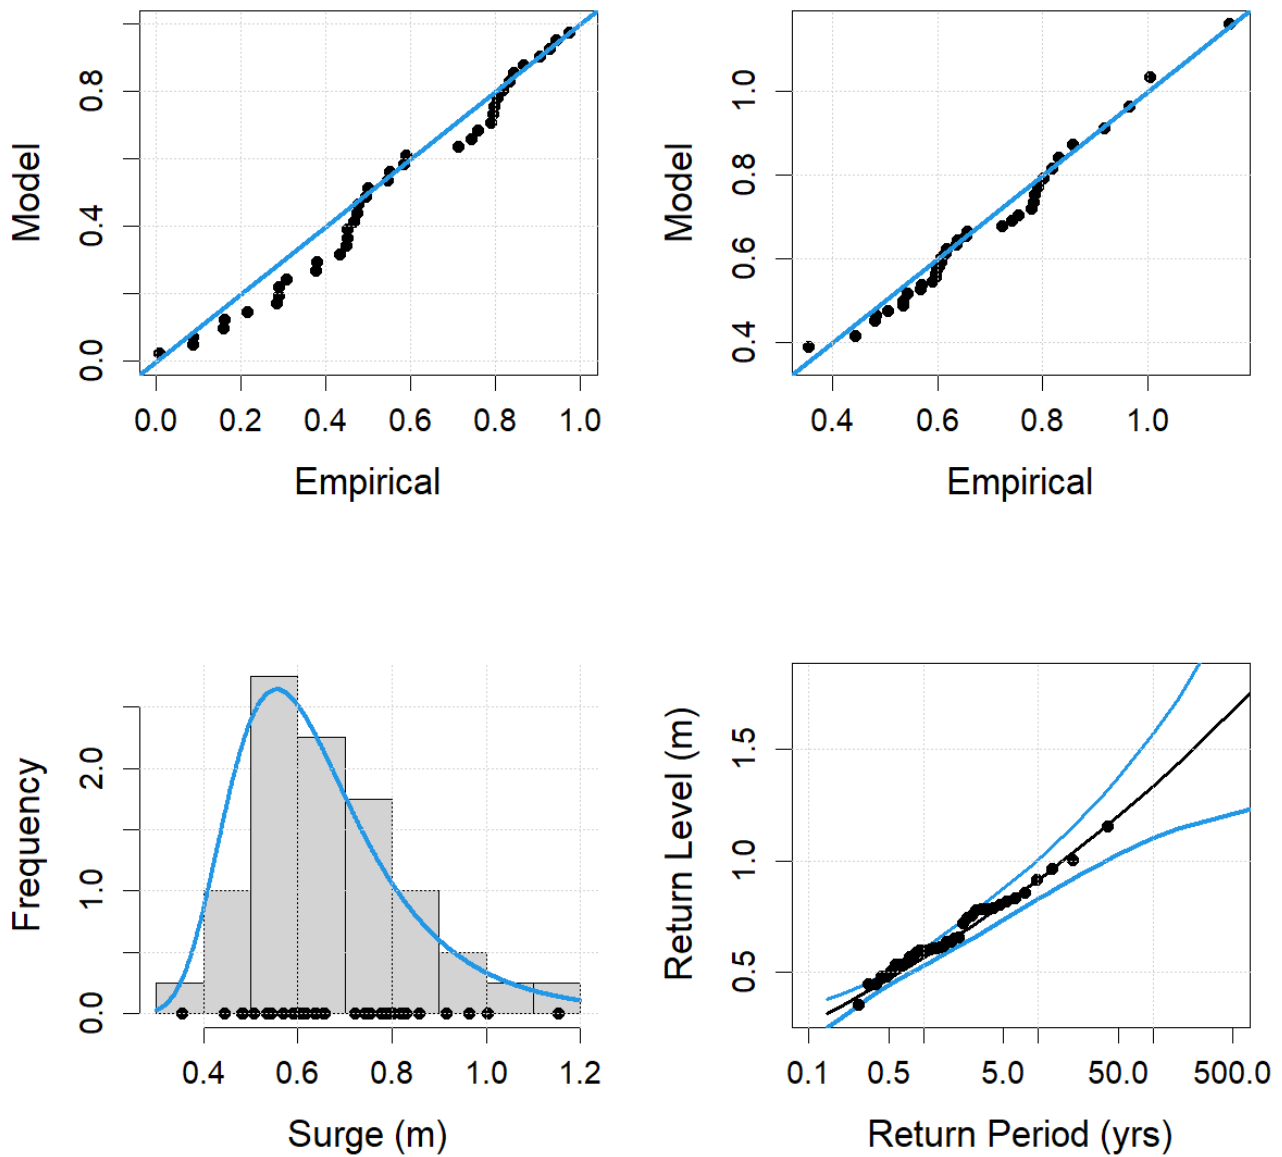 0.8
0.4
0.0
Model
0.0 0.2 0.4 0.6 0.8 1.0
Empirical
1.0
0.8
0.6
0.4
Model
0.4 0.6 0.8 1.0
Empirical
2.0
1.0
0.0
Frequency
0.4 0.6 0.8 1.0 1.2
Surge (m)
1.5
1.0
0.5
Return Level (m)
0.1 0.5 5.0 50.0 500.0
Return Period (yrs)